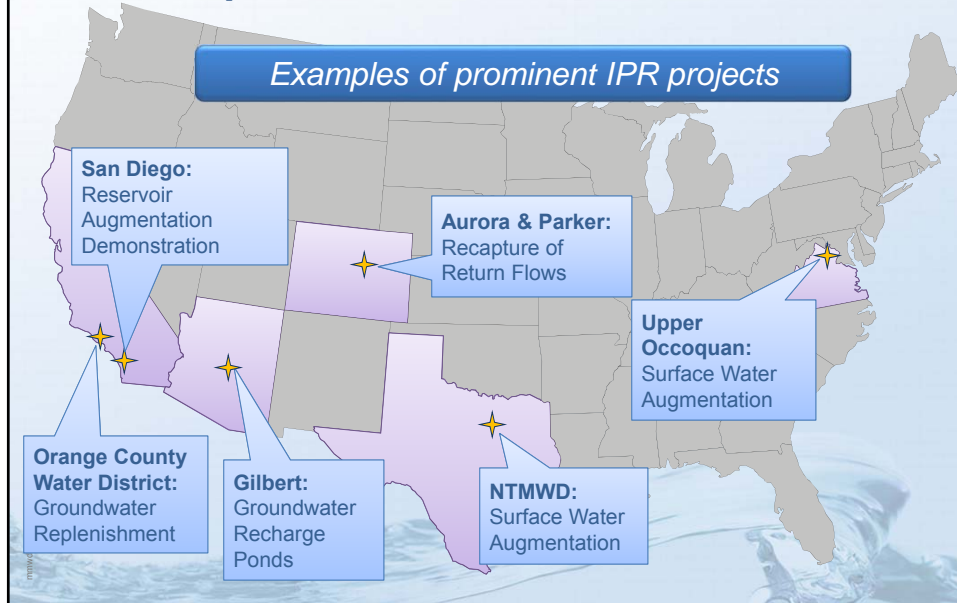 Examples of prominent IPR projects
San Diego:
Reservoir
Augmentation
Demonstration
Aurora & Parker:
Recapture of
Return Flows
Upper
Occoquan:
Surface Water
Augmentation
Orange County
Water District:
Groundwater
Replenishment
Gilbert:
Groundwater
Recharge
Ponds
NTMWD:
Surface Water
Augmentation